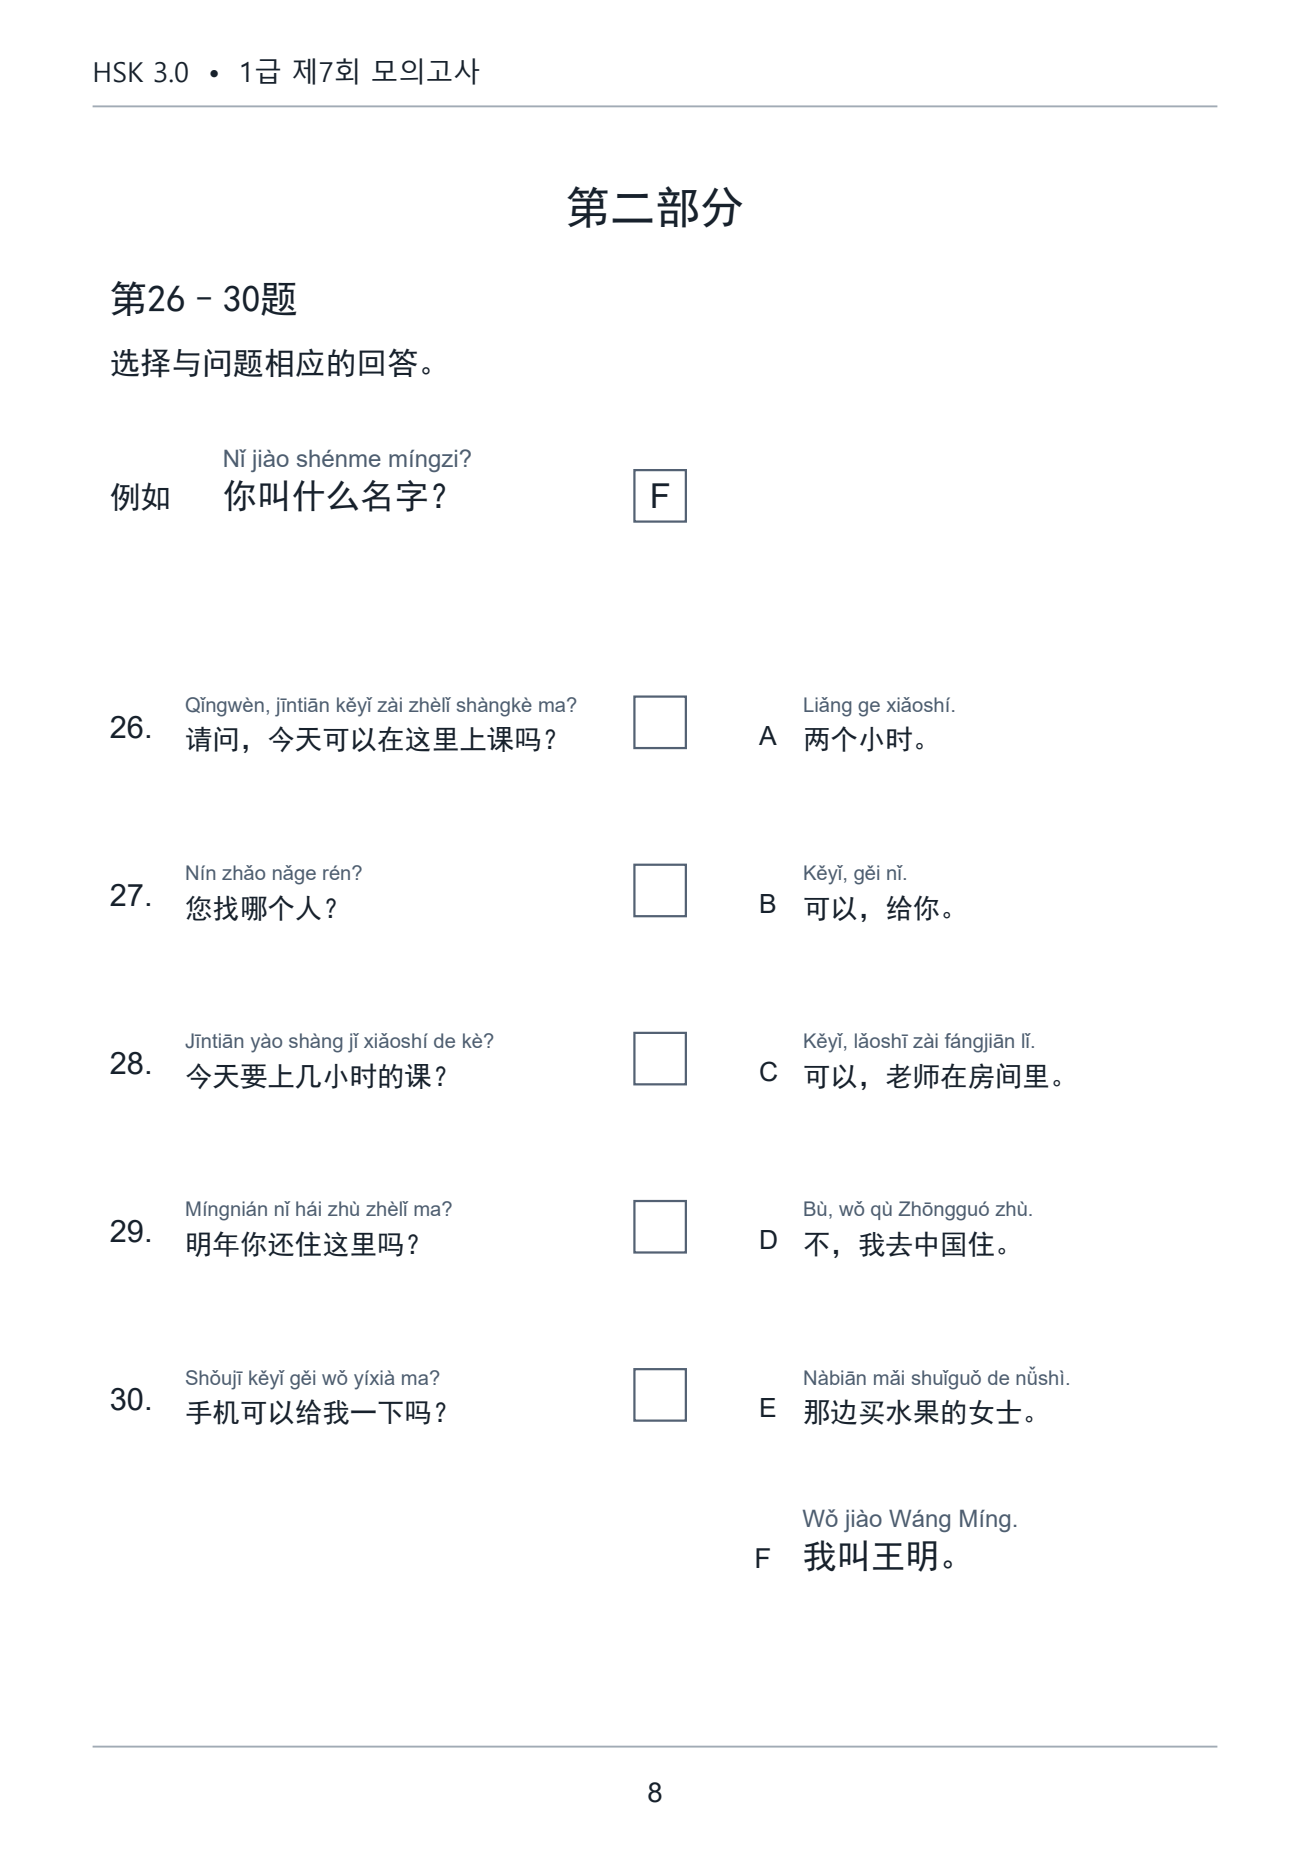 HSK 3.0 • 1급 제7회 모의고사
第二部分
第26－30题
选择与问题相应的回答。
Nǐ jiào shénme míngzi?
例如 你叫什么名字? F
Qǐngwèn, jīntiān kěyǐ zài zhèlǐ shàngkè ma?
26. 请问，今天可以在这里上课吗?
Liǎng ge xiǎoshí.
A 两个小时。
Nín zhǎo nǎge rén?
27. 您找哪个人?
Kěyǐ, gěi nǐ.
B 可以，给你。
Jīntiān yào shàng jǐ xiǎoshí de kè?
28. 今天要上几小时的课?
Kěyǐ, lǎoshī zài fángjiān lǐ.
C 可以，老师在房间里。
Míngnián nǐ hái zhù zhèlǐ ma?
29. 明年你还住这里吗?
Bù, wǒ qù Zhōngguó zhù.
D 不，我去中国住。
Shǒujī kěyǐ gěi wǒ yíxià ma?
30. 手机可以给我一下吗?
Nàbiān mǎi shuǐguǒ de nǚshì.
E 那边买水果的女士。
Wǒ jiào Wáng Míng.
F 我叫王明。
8